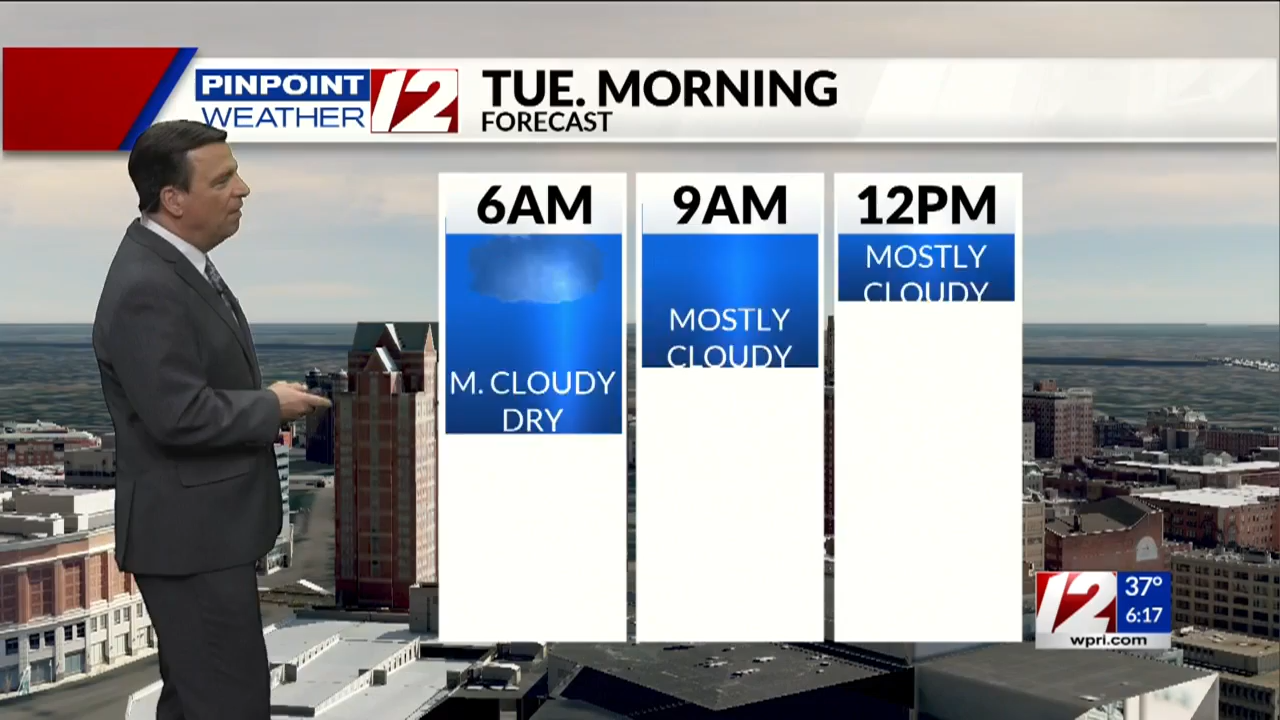 PINPOINT
WEATHER
12
TUE. MORNING
FORECAST
6AM
9AM
12PM
M. CLOUDY
DRY
MOSTLY
CLOUDY
MOSTLY
CLOUDY
12
37°
6:17
wpri.com